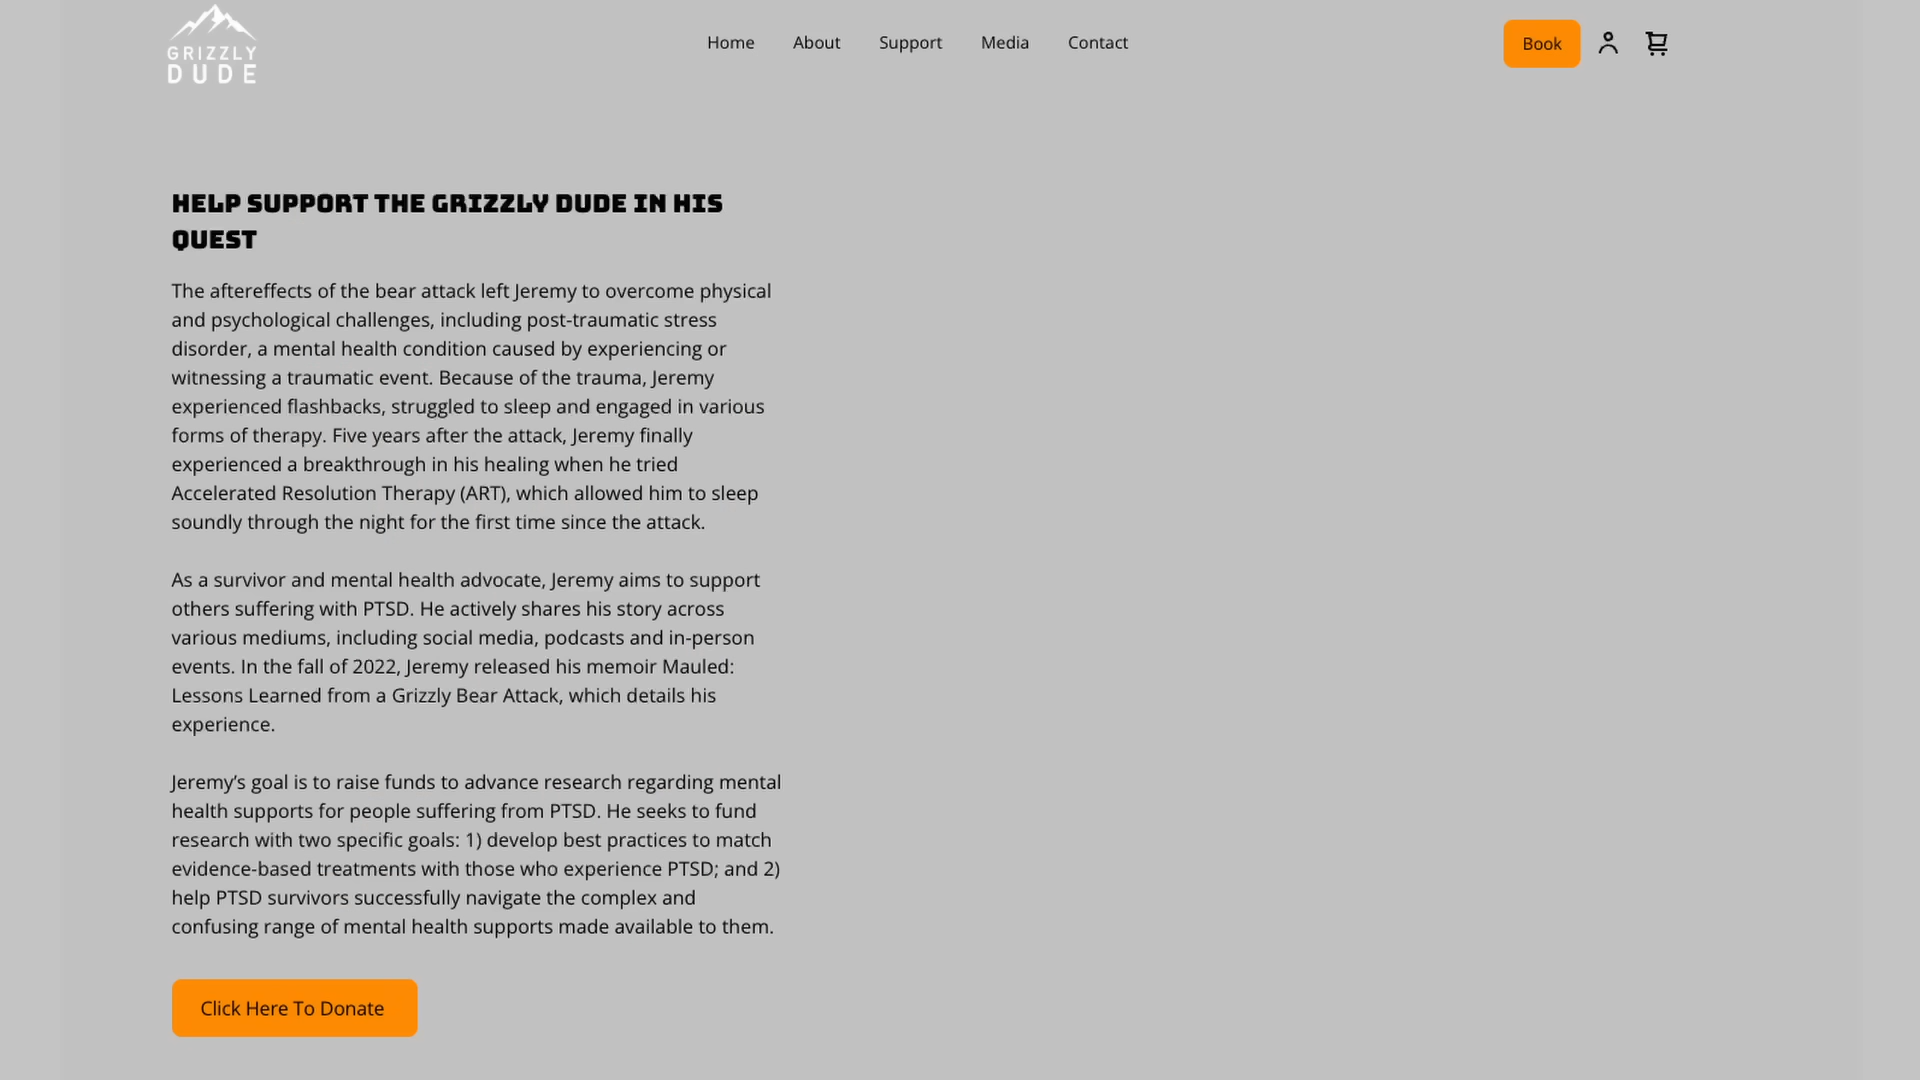 GRIZZLY
DUDE
Home About Support Media Contact
Book
HELP SUPPORT THE GRIZZLY DUDE IN HIS
QUEST
The aftereffects of the bear attack left Jeremy to overcome physical
and psychological challenges, including post-traumatic stress
disorder, a mental health condition caused by experiencing or
witnessing a traumatic event. Because of the trauma, Jeremy
experienced flashbacks, struggled to sleep and engaged in various
forms of therapy. Five years after the attack, Jeremy finally
experienced a breakthrough in his healing when he tried
Accelerated Resolution Therapy (ART), which allowed him to sleep
soundly through the night for the first time since the attack.
As a survivor and mental health advocate, Jeremy aims to support
others suffering with PTSD. He actively shares his story across
various mediums, including social media, podcasts and in-person
events. In the fall of 2022, Jeremy released his memoir Mauled:
Lessons Learned from a Grizzly Bear Attack, which details his
experience.
Jeremy’s goal is to raise funds to advance research regarding mental
health supports for people suffering from PTSD. He seeks to fund
research with two specific goals: 1) develop best practices to match
evidence-based treatments with those who experience PTSD; and 2)
help PTSD survivors successfully navigate the complex and
confusing range of mental health supports made available to them.
Click Here To Donate